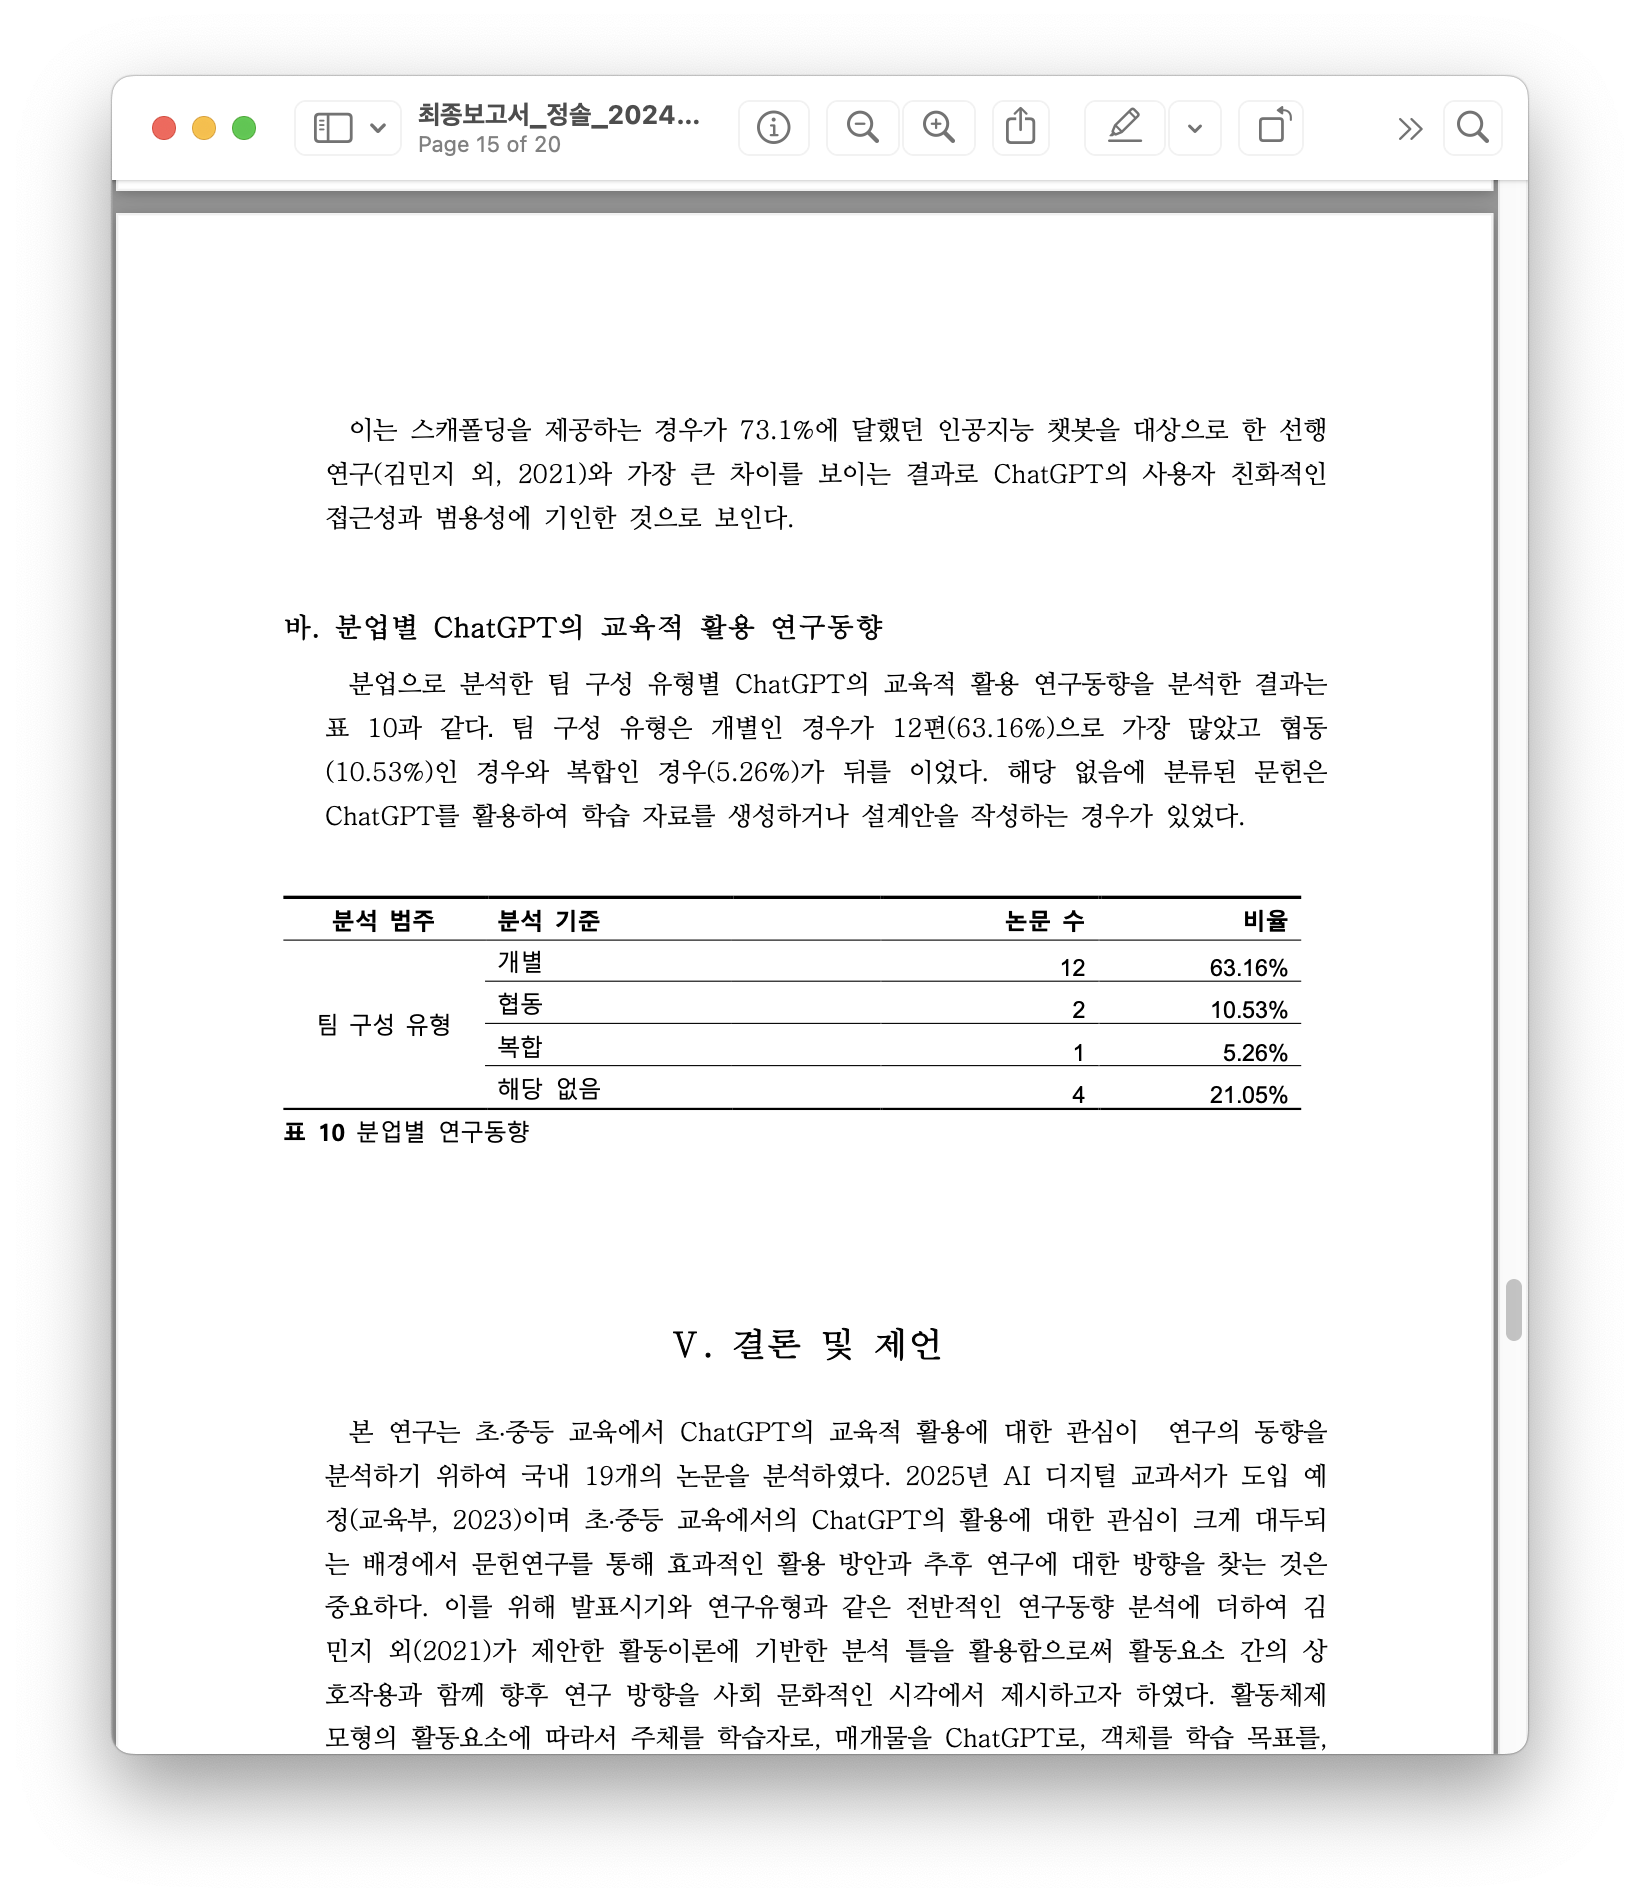 최종보고서_정솔_2024...
Page 15 of 20
이는 스캐폴딩을 제공하는 경우가 73.1%에 달했던 인공지능 챗봇을 대상으로 한 선행
연구(김민지 외, 2021)와 가장 큰 차이를 보이는 결과로 ChatGPT의 사용자 친화적인
접근성과 범용성에 기인한 것으로 보인다.
바. 분업별 ChatGPT의 교육적 활용 연구동향
분업으로 분석한 팀 구성 유형별 ChatGPT의 교육적 활용 연구동향을 분석한 결과는
표 10과 같다. 팀 구성 유형은 개별인 경우가 12편(63.16%)으로 가장 많았고 협동
(10.53%)인 경우와 복합인 경우(5.26%)가 뒤를 이었다. 해당 없음에 분류된 문헌은
ChatGPT를 활용하여 학습 자료를 생성하거나 설계안을 작성하는 경우가 있었다.
분석 범주 분석 기준 논문 수 비율
개별 12 63.16%
협동 2 10.53%
팀 구성 유형
복합 1 5.26%
해당 없음 4 21.05%
표 10 분업별 연구동향
V. 결론 및 제언
본 연구는 초·중등 교육에서 ChatGPT의 교육적 활용에 대한 관심이 연구의 동향을
분석하기 위하여 국내 19개의 논문을 분석하였다. 2025년 AI 디지털 교과서가 도입 예
정(교육부, 2023)이며 초·중등 교육에서의 ChatGPT의 활용에 대한 관심이 크게 대두되
는 배경에서 문헌연구를 통해 효과적인 활용 방안과 추후 연구에 대한 방향을 찾는 것은
중요하다. 이를 위해 발표시기와 연구유형과 같은 전반적인 연구동향 분석에 더하여 김
민지 외(2021)가 제안한 활동이론에 기반한 분석 틀을 활용함으로써 활동요소 간의 상
호작용과 함께 향후 연구 방향을 사회 문화적인 시각에서 제시하고자 하였다. 활동체제
모형의 활동요소에 따라서 주체를 학습자로, 매개물을 ChatGPT로, 객체를 학습 목표를,